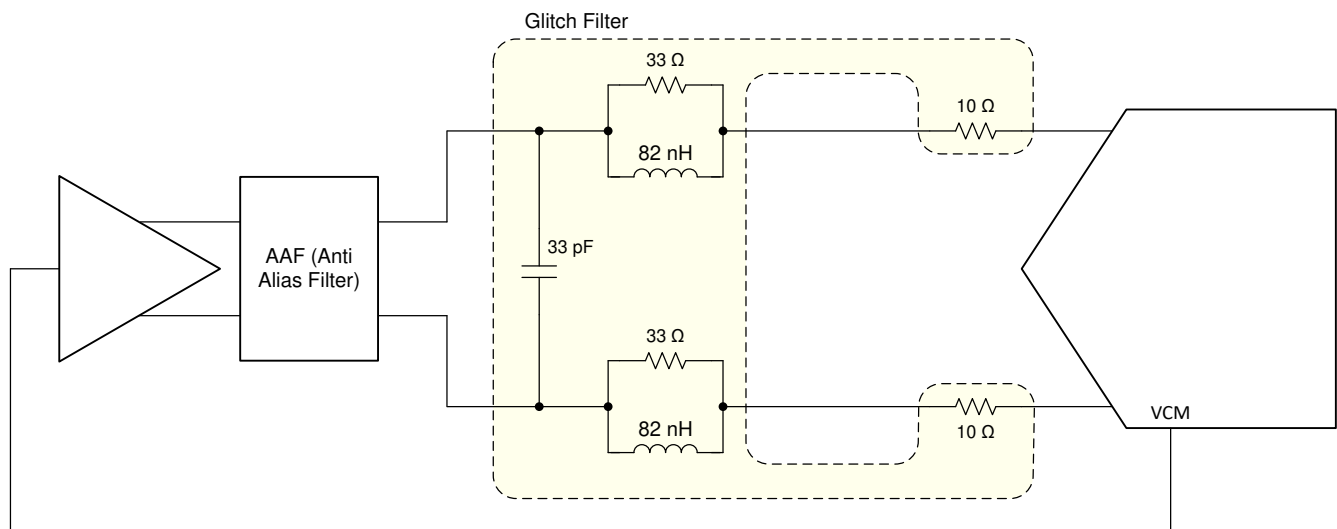 Glitch Filter
33 Ω
10 Ω
82 nH
AAF (Anti
Alias Filter)
33 pF
33 Ω
82 nH
10 Ω
VCM